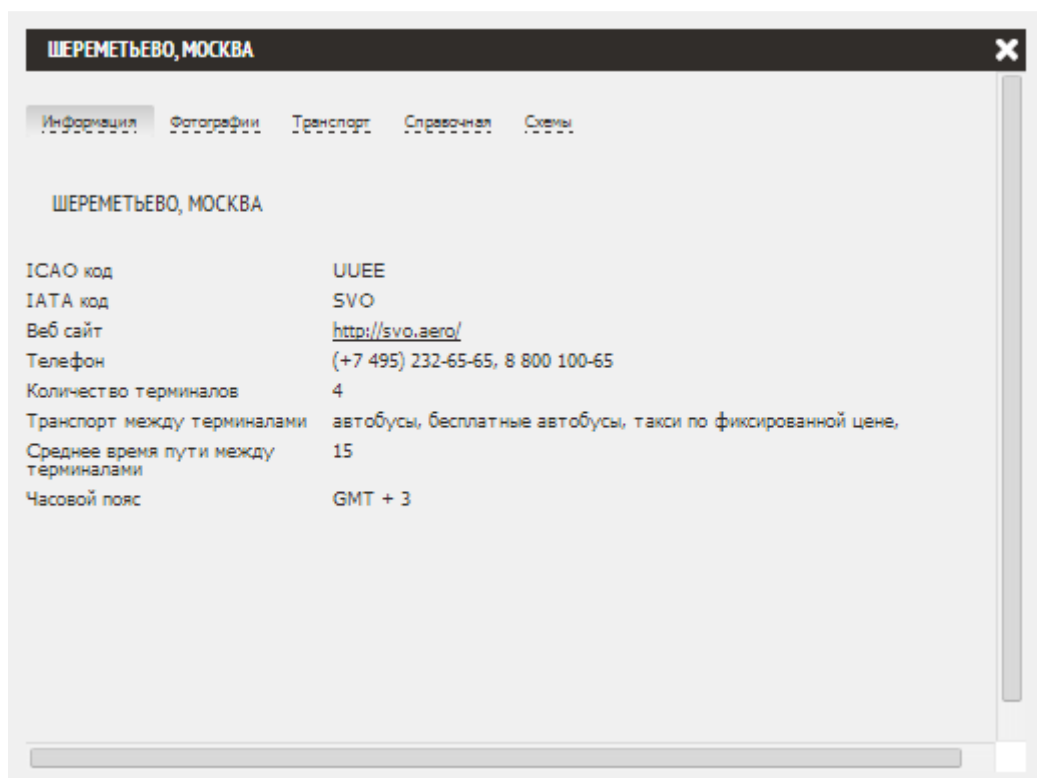 ШЕРЕМЕТЬЕВО, МОСКВА
Информация Фотографии Транспорт Справочная Схемы
ШЕРЕМЕТЬЕВО, МОСКВА
ICAO код UUEE
IATA код SVO
Веб сайт http://svo.aero/
Телефон (+7 495) 232-65-65, 8 800 100-65
Количество терминалов 4
Транспорт между терминалами автобусы, бесплатные автобусы, такси по фиксированной цене,
Среднее время пути между 15
терминалами
Часовой пояс GMT + 3